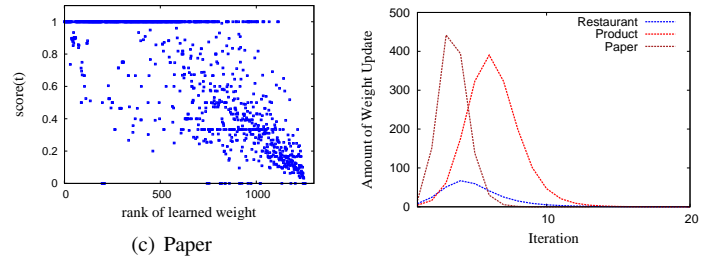 1
0.8
0.6
0.4
0.2
0
score(t)
0
500
1000
rank of learned weight
(c) Paper
500
400
300
200
100
0
Amount of Weight Update
Restaurant
Product
Paper
10
20
Iteration